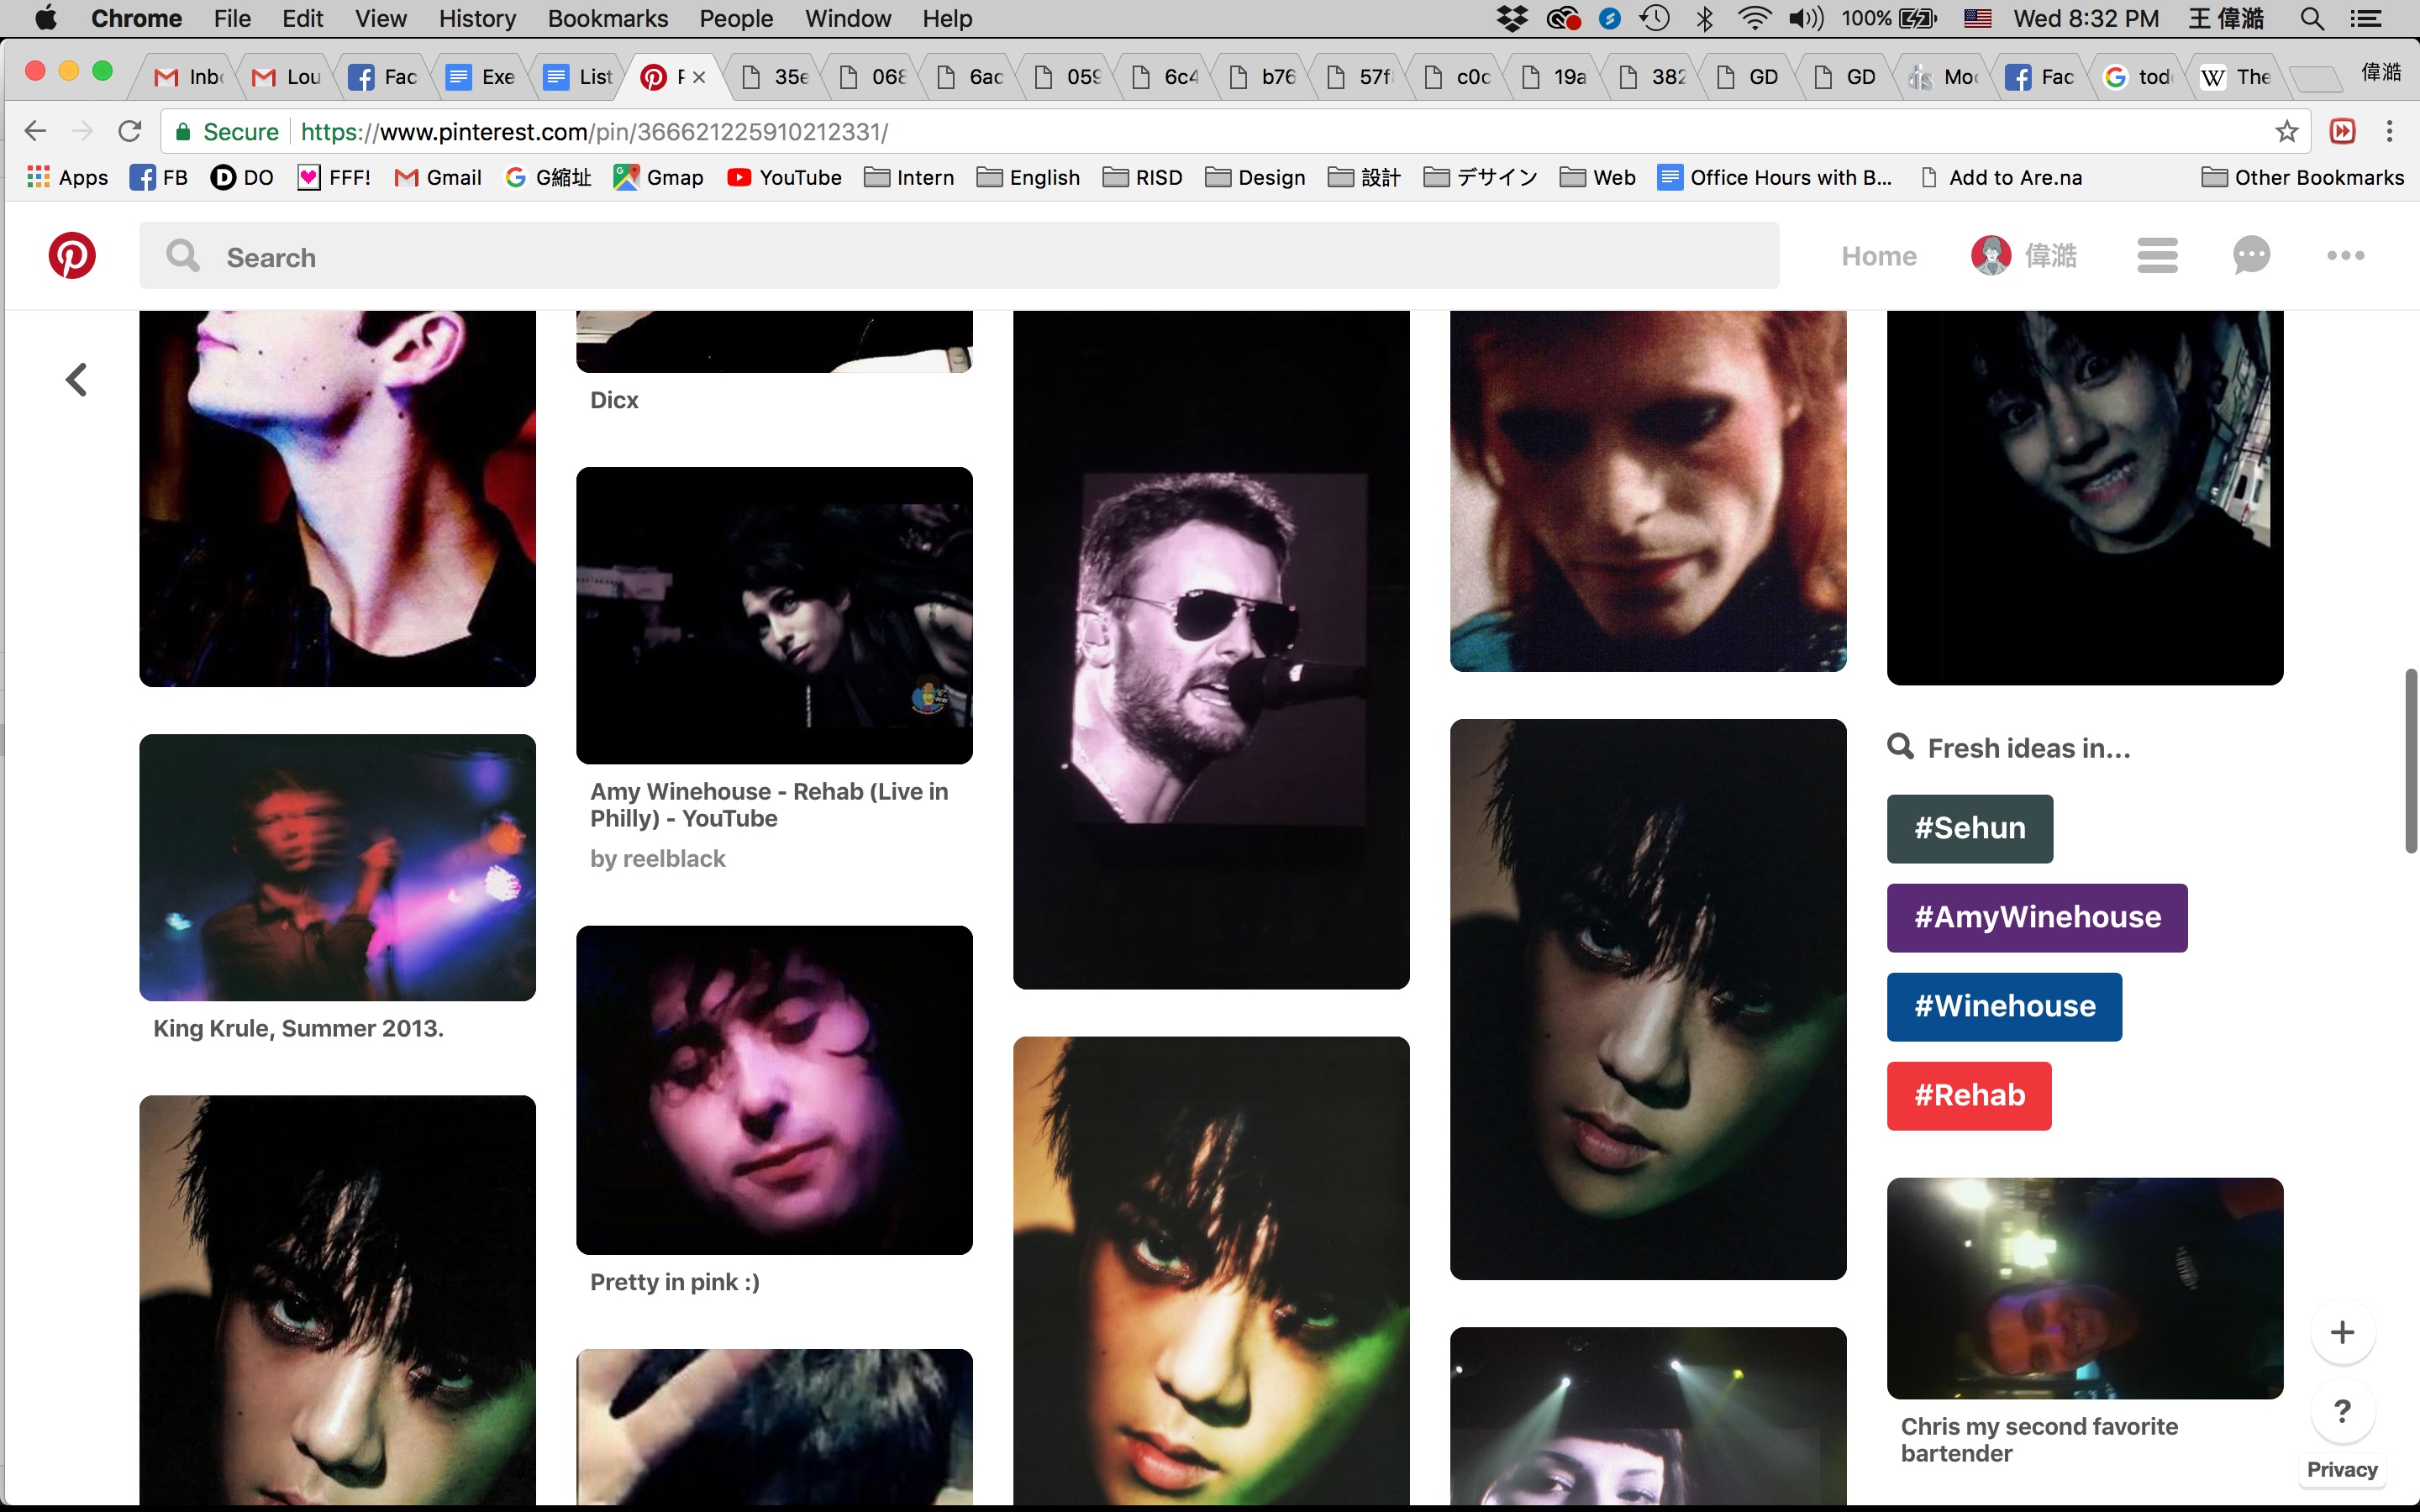 Chrome File Edit View History Bookmarks People Window Help 100% Wed 8:32 PM 王 偉澔
Inbc Lou Fac Exe List 35e 068 6ac 059 6c4 b76 57f c0c 19a 382 GD GD Mo Fac tod The 偉澔
Secure https://www.pinterest.com/pin/366621225910212331/
Apps FB DO FFF! Gmail G縮址 Gmap YouTube Intern English RISD Design 設計 デサイン Web Office Hours with B... Add to Are.na Other Bookmarks
Search Home 偉澔
Dicx
Amy Winehouse - Rehab (Live in
Philly) - YouTube
by reelblack
King Krule, Summer 2013.
Pretty in pink :)
Fresh ideas in...
#Sehun
#AmyWinehouse
#Winehouse
#Rehab
Chris my second favorite
bartender
+
?
Privacy